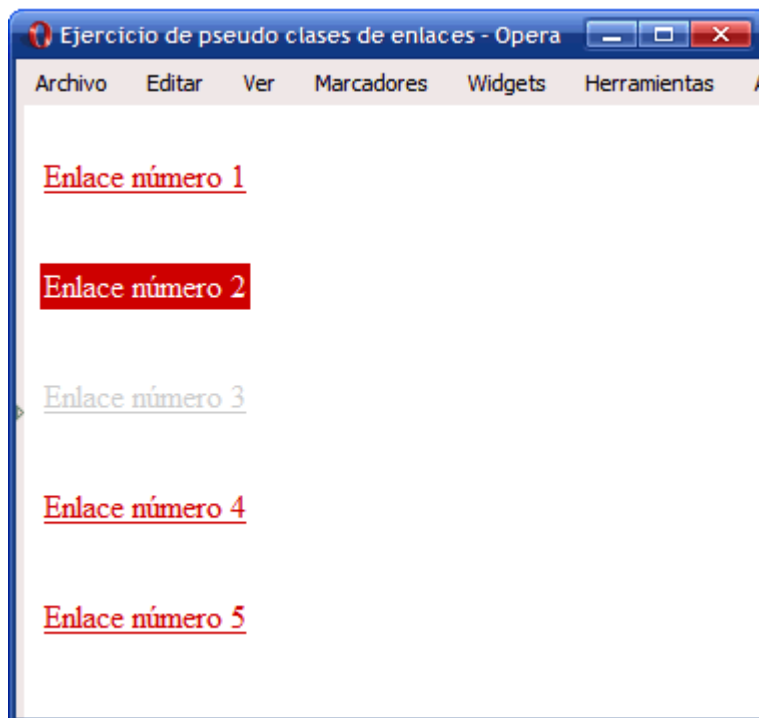 Ejercicio de pseudo clases de enlaces - Opera
Archivo Editar Ver Marcadores Widgets Herramientas
Enlace número 1
Enlace número 2
Enlace número 3
Enlace número 4
Enlace número 5